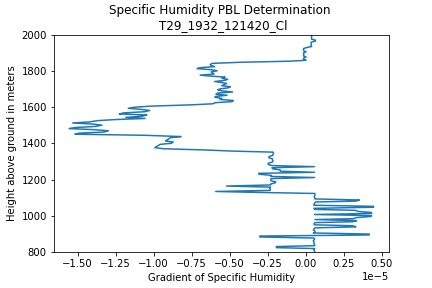 Specific Humidity PBL Determination
T29_1932_121420_Cl
2000
1800
1600
1400
1200
1000
800
Height above ground in meters
−1.50 −1.25 −1.00 −0.75 −0.50 −0.25 0.00 0.25 0.50
1e−5
Gradient of Specific Humidity